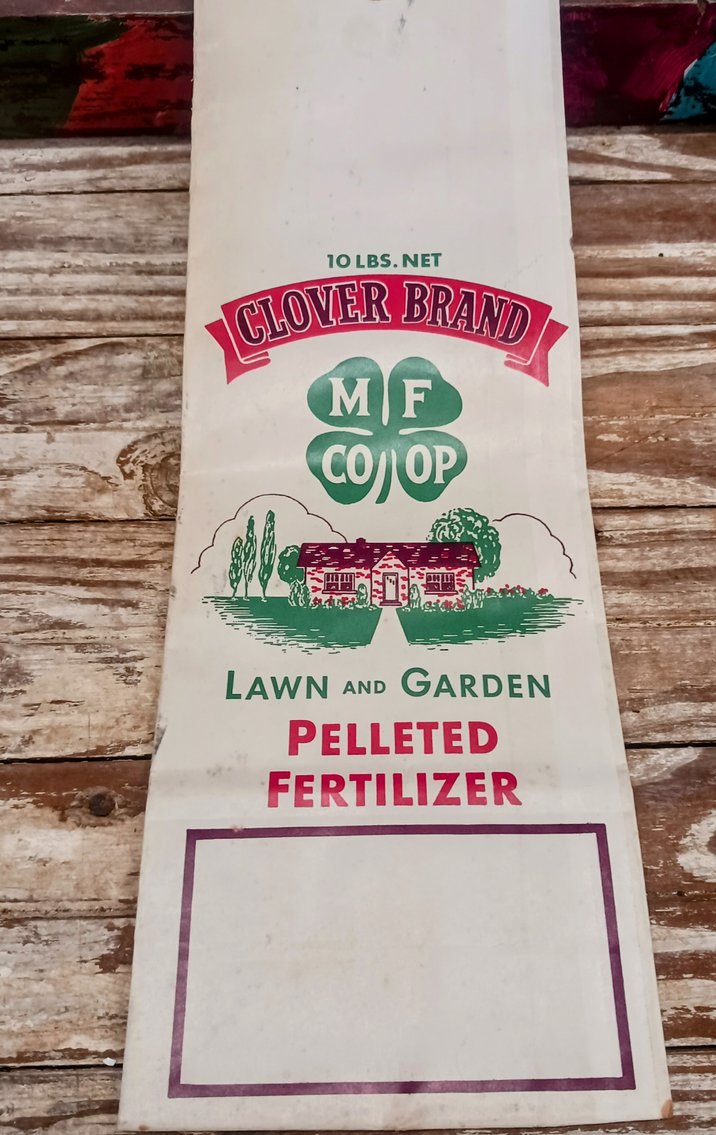 10 LBS. NET
CLOVER BRAND
M F
CO OP
LAWN AND GARDEN
PELLETED
FERTILIZER